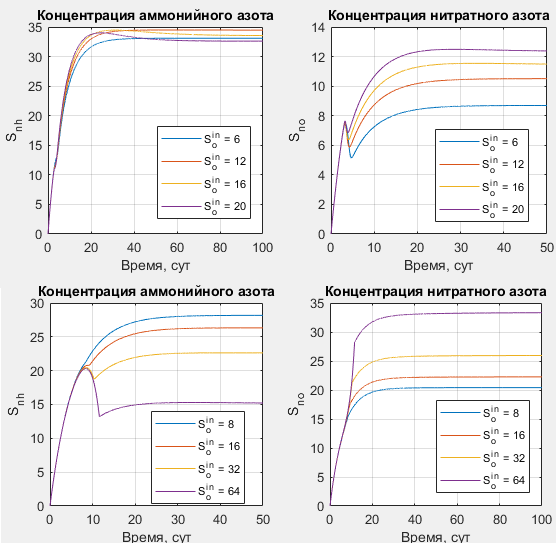 Концентрация аммонийного азота
S_nh
35
30
25
20
15
10
5
0
0 20 40 60 80 100
Время, сут
S_o^in = 6
S_o^in = 12
S_o^in = 16
S_o^in = 20
Концентрация нитратного азота
S_no
14
12
10
8
6
4
2
0
0 10 20 30 40 50
Время, сут
S_o^in = 6
S_o^in = 12
S_o^in = 16
S_o^in = 20
Концентрация аммонийного азота
S_nh
30
25
20
15
10
5
0
0 10 20 30 40 50
Время, сут
S_o^in = 8
S_o^in = 16
S_o^in = 32
S_o^in = 64
Концентрация нитратного азота
S_no
35
30
25
20
15
10
5
0
0 20 40 60 80 100
Время, сут
S_o^in = 8
S_o^in = 16
S_o^in = 32
S_o^in = 64